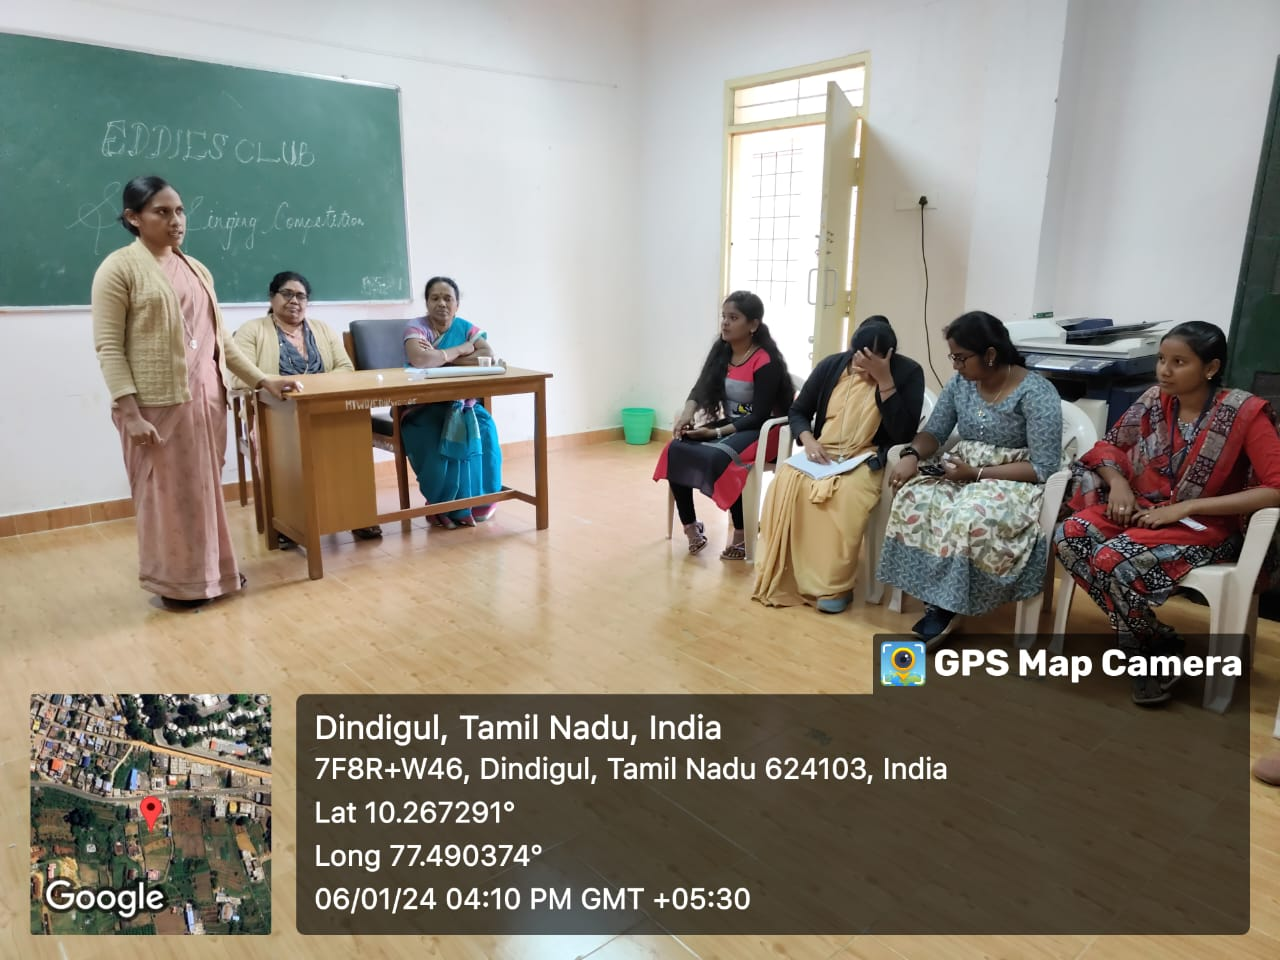 EDDIES CLUB
Singing Competition
GPS Map Camera
Dindigul, Tamil Nadu, India
7F8R+W46, Dindigul, Tamil Nadu 624103, India
Lat 10.267291°
Long 77.490374°
06/01/24 04:10 PM GMT +05:30
Google